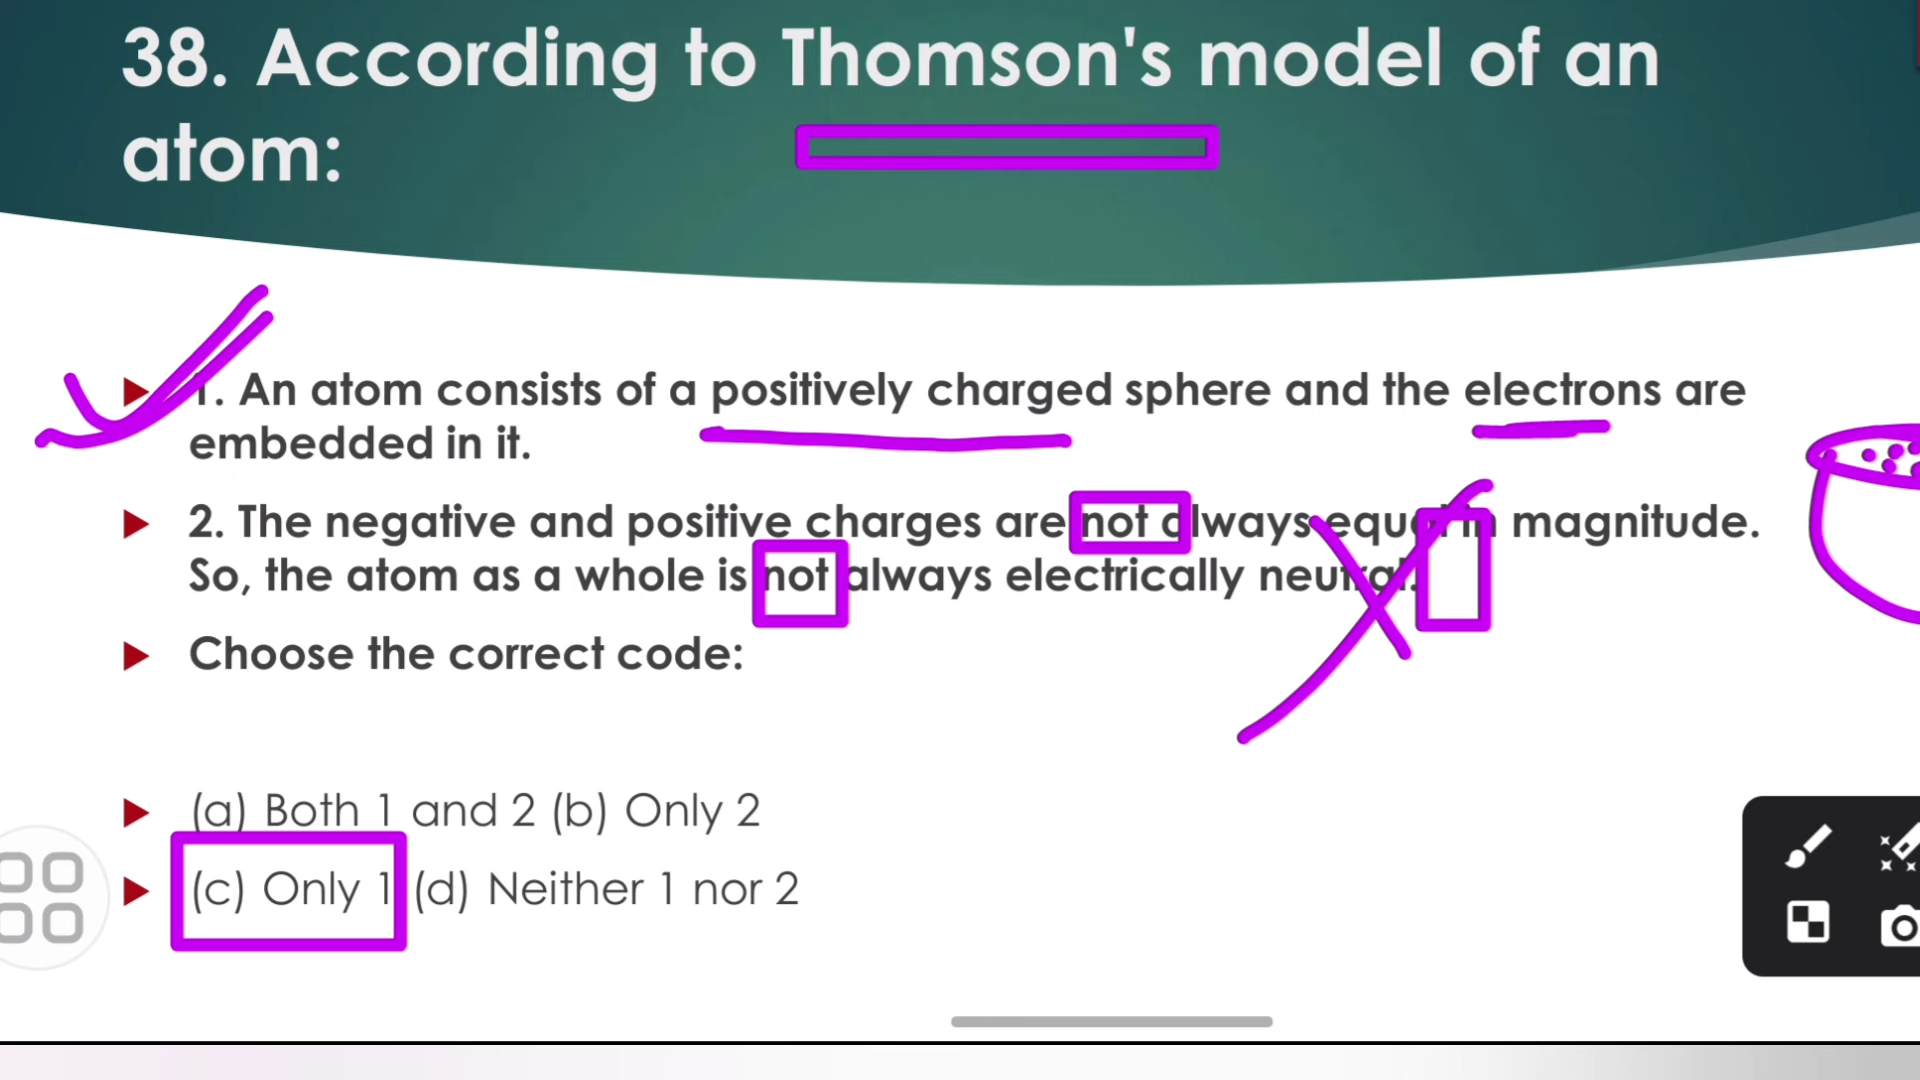 38. According to Thomson's model of an
atom:
1. An atom consists of a positively charged sphere and the electrons are
embedded in it.
2. The negative and positive charges are not always equal in magnitude.
So, the atom as a whole is not always electrically neutral.
Choose the correct code:
(a) Both 1 and 2 (b) Only 2
(c) Only 1 (d) Neither 1 nor 2